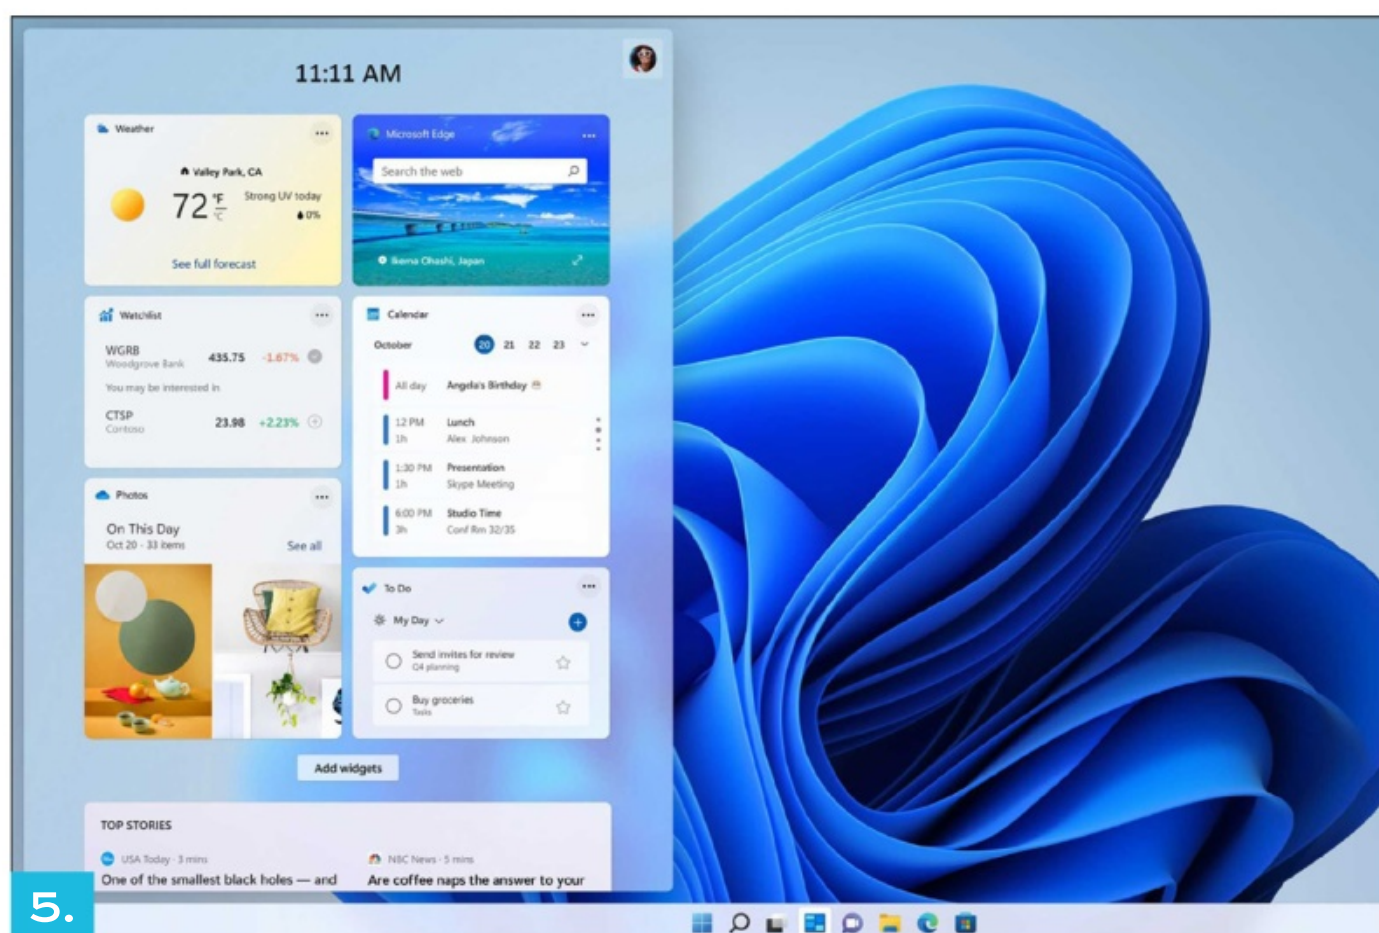 11:11 AM
Weather
Valley Park, CA
72 °F
°C
Strong UV today
0%
See full forecast
Microsoft Edge
Search the web
Ikema Ohashi, Japan
Watchlist
WGRB
Woodgrove Bank
435.75
-1.67%
You may be interested in
CTSP
Contoso
23.98
+2.23%
Calendar
October
20 21 22 23
All day
Angela's Birthday
12 PM
Lunch
1h
Alex Johnson
1:30 PM
Presentation
1h
Skype Meeting
6:00 PM
Studio Time
3h
Conf Rm 32/35
Photos
On This Day
Oct 20 - 33 items
See all
To Do
My Day
Send invites for review
Q4 planning
Buy groceries
Tasks
Add widgets
TOP STORIES
USA Today · 3 mins
One of the smallest black holes — and
NBC News · 5 mins
Are coffee naps the answer to your
5.